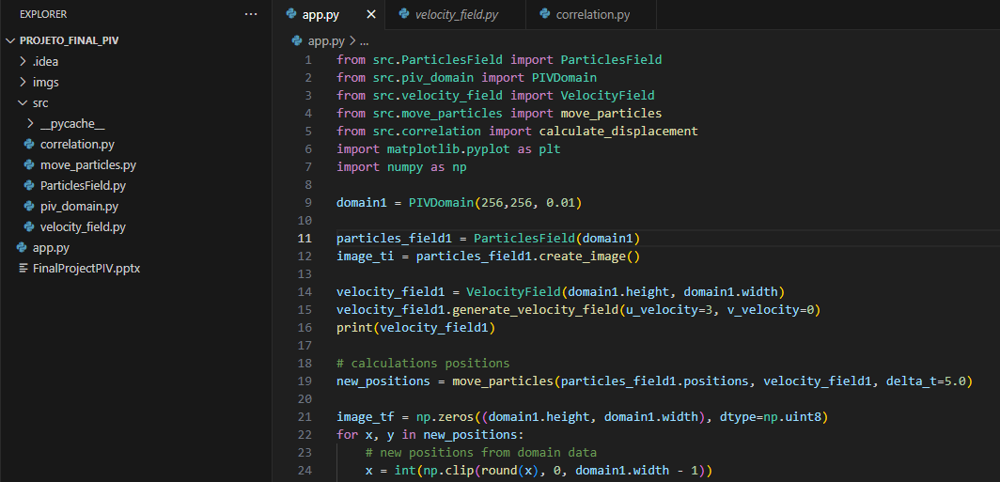 EXPLORER
...
PROJETO_FINAL_PIV
.idea
imgs
src
__pycache__
correlation.py
move_particles.py
ParticlesField.py
piv_domain.py
velocity_field.py
app.py
FinalProjectPIV.pptx
app.py
velocity_field.py
correlation.py
app.py > ...
1 from src.ParticlesField import ParticlesField
2 from src.piv_domain import PIVDomain
3 from src.velocity_field import VelocityField
4 from src.move_particles import move_particles
5 from src.correlation import calculate_displacement
6 import matplotlib.pyplot as plt
7 import numpy as np
8
9 domain1 = PIVDomain(256,256, 0.01)
10
11 particles_field1 = ParticlesField(domain1)
12 image_ti = particles_field1.create_image()
13
14 velocity_field1 = VelocityField(domain1.height, domain1.width)
15 velocity_field1.generate_velocity_field(u_velocity=3, v_velocity=0)
16 print(velocity_field1)
17
18 # calculations positions
19 new_positions = move_particles(particles_field1.positions, velocity_field1, delta_t=5.0)
20
21 image_tf = np.zeros((domain1.height, domain1.width), dtype=np.uint8)
22 for x, y in new_positions:
23     # new positions from domain data
24     x = int(np.clip(round(x), 0, domain1.width - 1))